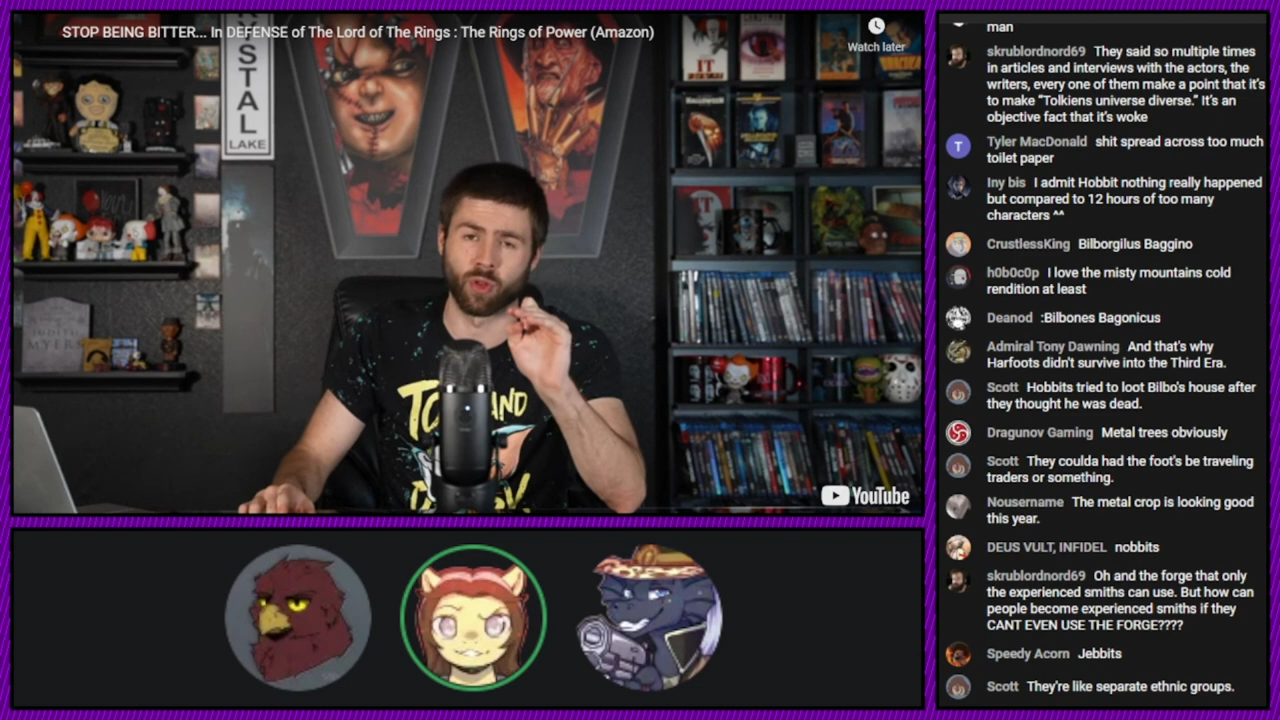 STOP BEING BITTER... In DEFENSE of The Lord of The Rings : The Rings of Power (Amazon)
Watch later
STAL
LAKE
IT
IT
TO AND
YouTube
man
skrublordnord69 They said so multiple times
in articles and interviews with the actors, the
writers, every one of them make a point that it's
to make “Tolkiens universe diverse.” It’s an
objective fact that it’s woke
T
Tyler MacDonald shit spread across too much
toilet paper
Iny bis I admit Hobbit nothing really happened
but compared to 12 hours of too many
characters ^^
CrustlessKing Bilborgilus Baggino
h0b0c0p I love the misty mountains cold
rendition at least
Deanod :Bilbones Bagonicus
Admiral Tony Dawning And that's why
Harfoots didn't survive into the Third Era.
Scott Hobbits tried to loot Bilbo's house after
they thought he was dead.
Dragunov Gaming Metal trees obviously
Scott They coulda had the foot's be traveling
traders or something.
Nousername The metal crop is looking good
this year.
DEUS VULT, INFIDEL nobbits
skrublordnord69 Oh and the forge that only
the experienced smiths can use. But how can
people become experienced smiths if they
CANT EVEN USE THE FORGE????
Speedy Acorn Jebbits
Scott They're like separate ethnic groups.